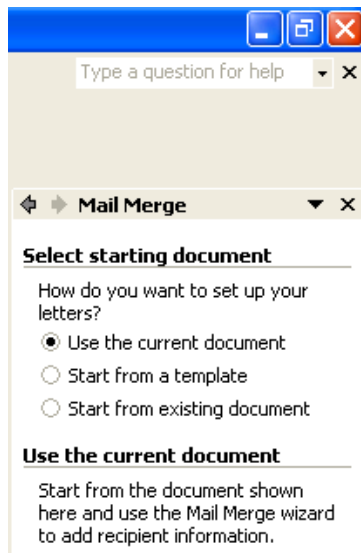 Type a question for help
Mail Merge
Select starting document
How do you want to set up your
letters?
Use the current document
Start from a template
Start from existing document
Use the current document
Start from the document shown
here and use the Mail Merge wizard
to add recipient information.